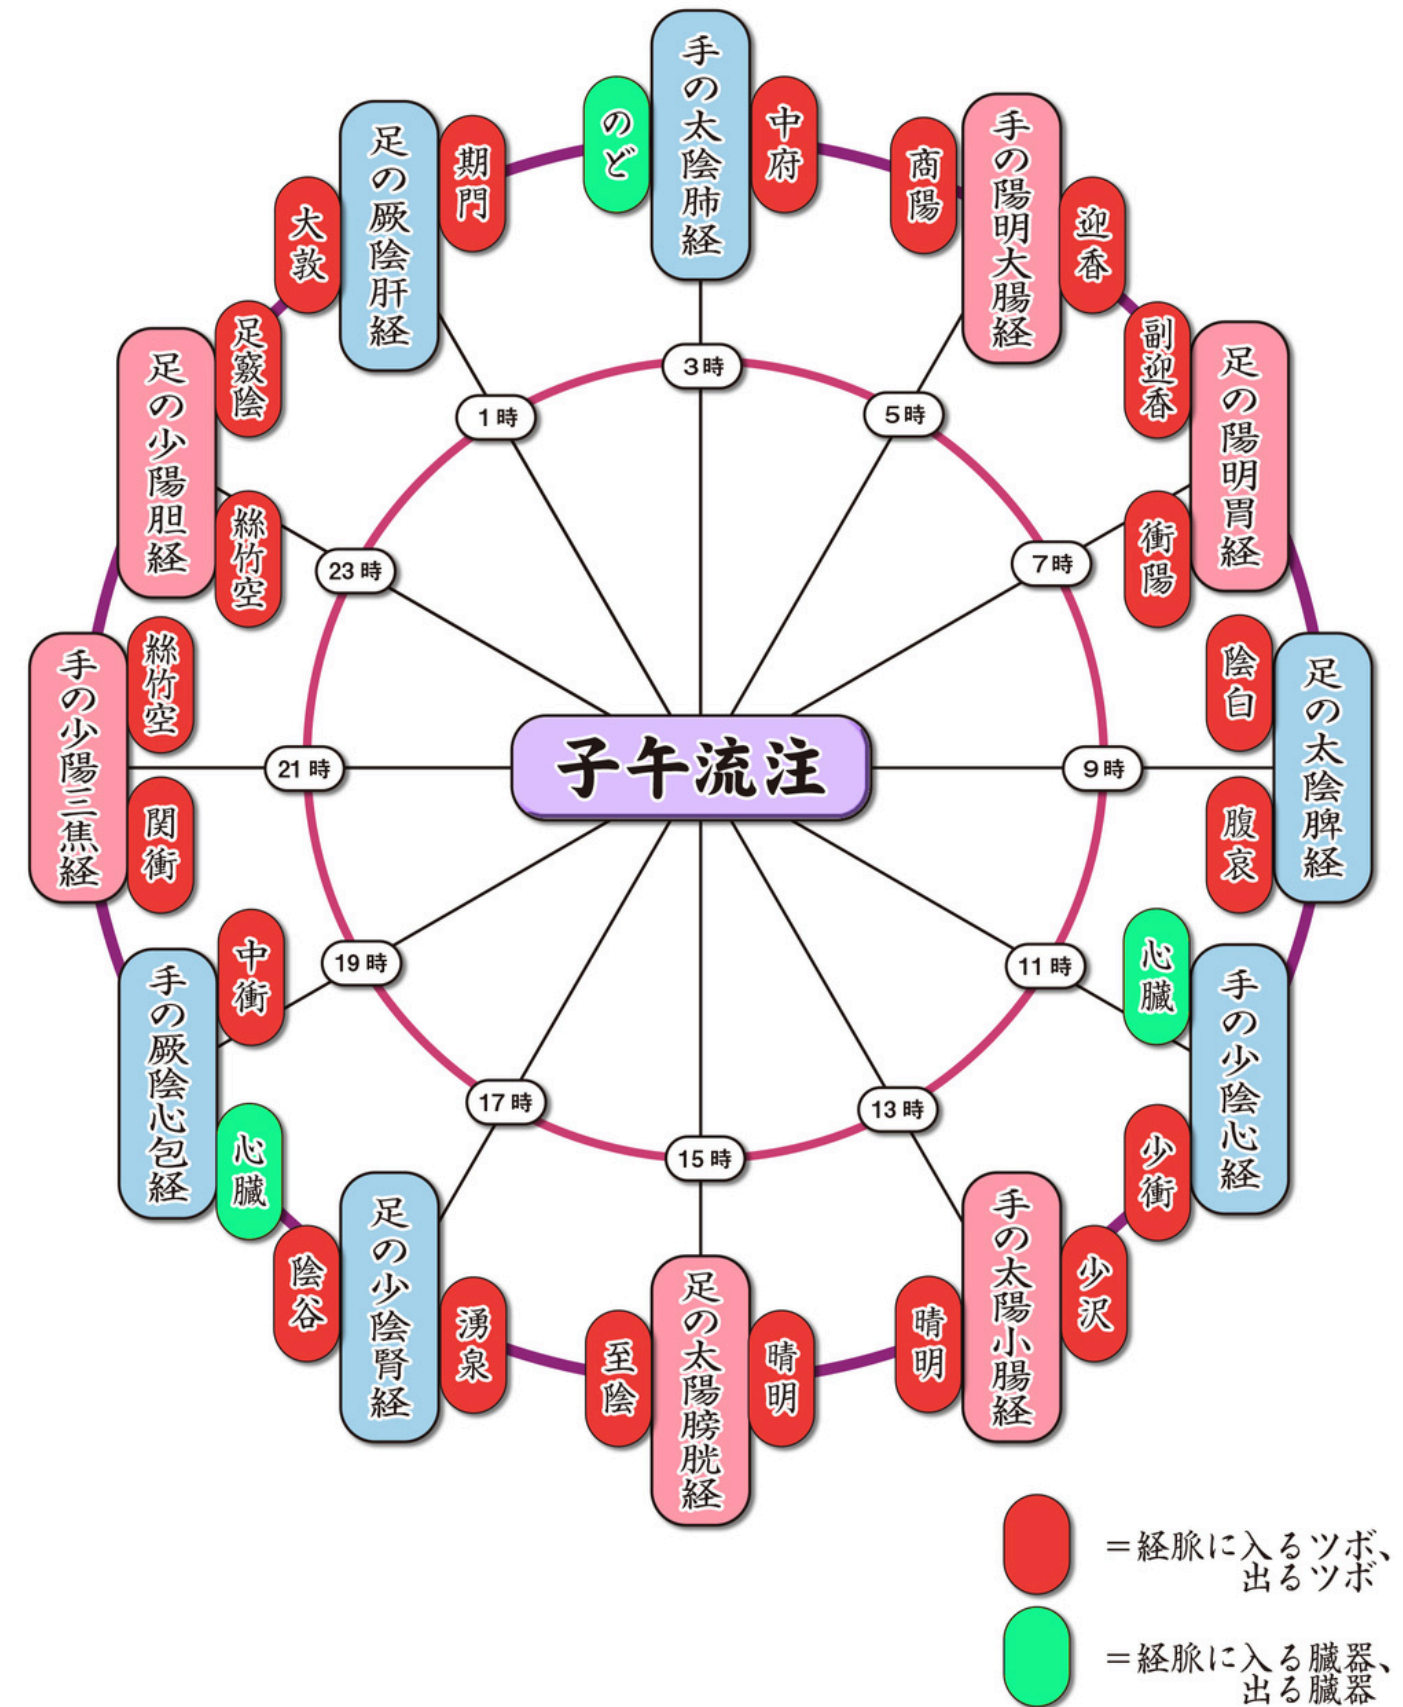 子午流注
のど
手の太陰肺経
中府
3時
商陽
手の陽明大腸経
迎香
5時
副迎香
足の陽明胃経
衝陽
7時
陰白
足の太陰脾経
腹哀
9時
心臓
手の少陰心経
少衝
11時
少沢
手の太陽小腸経
晴明
13時
晴明
足の太陽膀胱経
至陰
15時
湧泉
足の少陰腎経
陰谷
17時
心臓
手の厥陰心包経
中衝
19時
関衝
手の少陽三焦経
絲竹空
21時
絲竹空
足の少陽胆経
足竅陰
23時
大敦
足の厥陰肝経
期門
1時
＝経脈に入るツボ、
出るツボ
＝経脈に入る臓器、
出る臓器